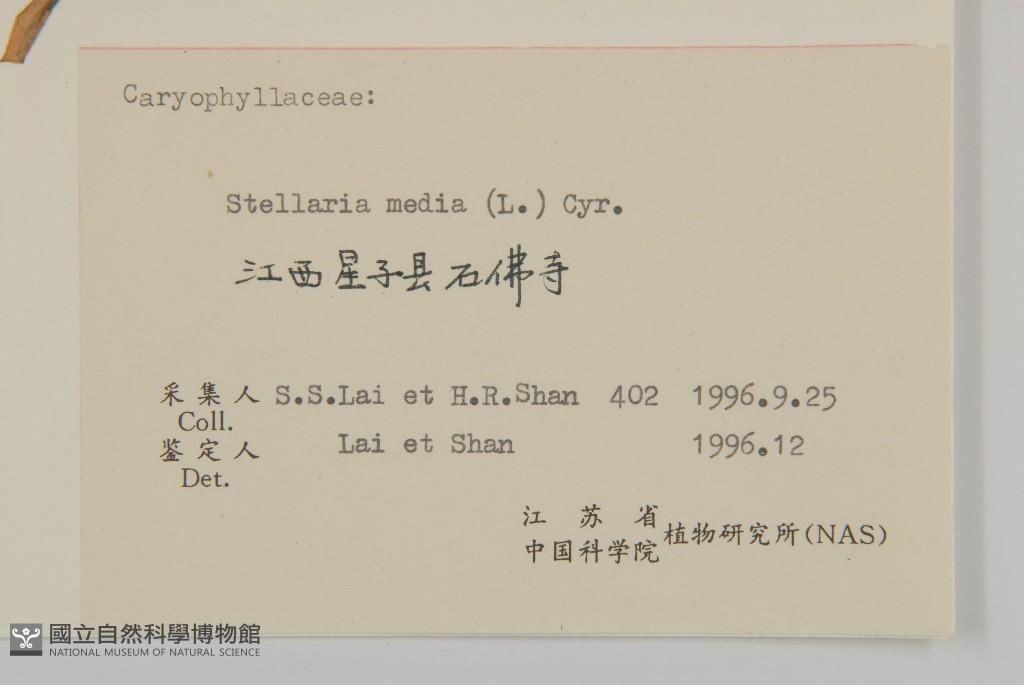 Caryophyllaceae:
Stellaria media (L.) Cyr.
江西星子县石佛寺
采集人 S.S.Lai et H.R.Shan 402 1996.9.25
Coll.
鉴定人 Lai et Shan 1996.12
Det.
江苏省
中国科学院 植物研究所(NAS)
國立自然科學博物館
NATIONAL MUSEUM OF NATURAL SCIENCE